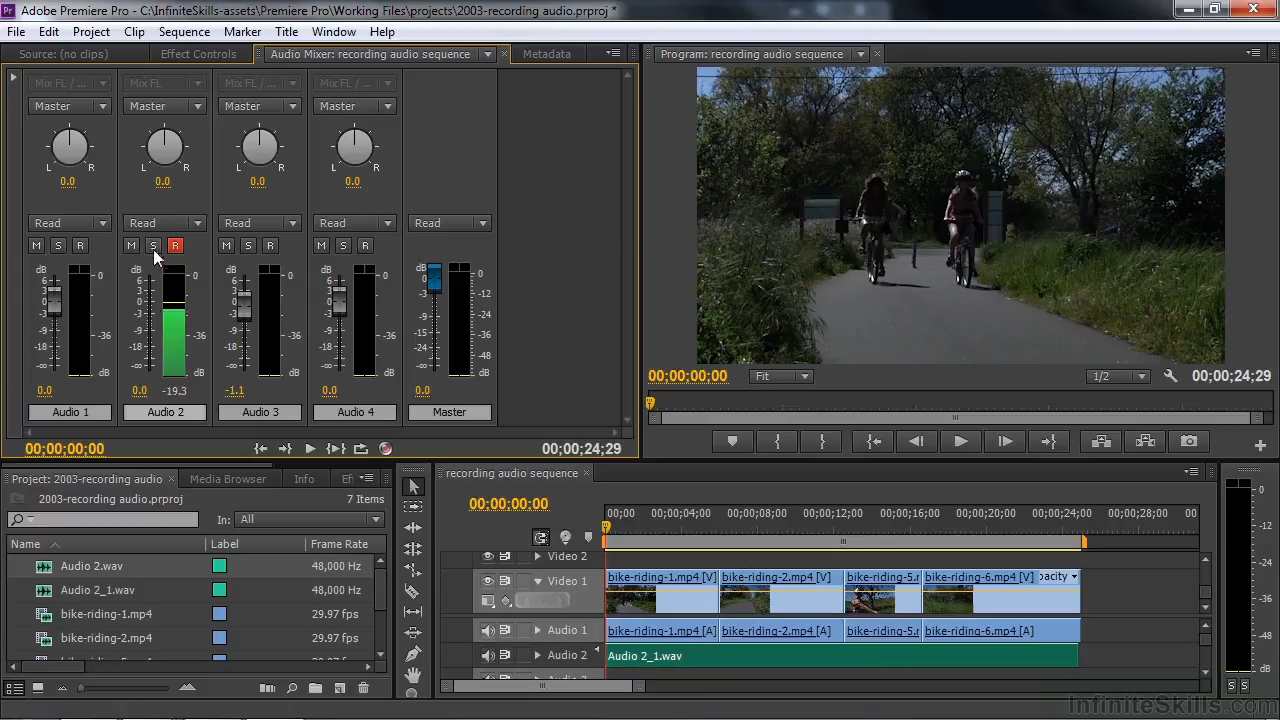 Pr Adobe Premiere Pro - C:\InfiniteSkills-assets\Premiere Pro\Working Files\projects\2003-recording audio.prproj *
File Edit Project Clip Sequence Marker Title Window Help
Source: (no clips) Effect Controls Audio Mixer: recording audio sequence Metadata Program: recording audio sequence
Mix FL / ... Mix FL Mix FL / ... Mix FL / ...
Master Master Master Master
L R L R L R L R
0.0 0.0 0.0 0.0
Read Read Read Read Read
M S R M S R M S R M S R
dB 0 dB 0 dB 0 dB 0 dB 0
6 6 6 6 0
3 3 3 3 -3 -12
0 0 0 0 -9 -24
-3 -3 -3 -3 -15
-9 -36 -9 -36 -9 -36 -9 -36 -24 -36
-18 -18 -18 -18 -48
-∞ dB -∞ dB -∞ dB -∞ dB -∞ dB
0.0 0.0 -19,3 -1.1 0.0 0.0
Audio 1 Audio 2 Audio 3 Audio 4 Master
00;00;00;00 00;00;24;29
00;00;00;00 Fit 1/2 00;00;24;29
Project: 2003-recording audio Media Browser Info Ef
2003-recording audio.prproj 7 Items
In: All
Name Label Frame Rate
Audio 2.wav 48,000 Hz
Audio 2_1.wav 48,000 Hz
bike-riding-1.mp4 29.97 fps
bike-riding-2.mp4 29.97 fps
recording audio sequence
00;00;00;00
00;00 00;00;04;00 00;00;08;00 00;00;12;00 00;00;16;00 00;00;20;00 00;00;24;00 00;00;28;00 00
Video 2
Video 1 bike-riding-1.mp4 [V] bike-riding-2.mp4 [V] bike-riding-5.r bike-riding-6.mp4 [V] pacity
Audio 1 bike-riding-1.mp4 [A] bike-riding-2.mp4 [A] bike-riding-5.r bike-riding-6.mp4 [A]
Audio 2 Audio 2_1.wav
0
-12
-24
-36
-48
dB
S S
InfiniteSkills.com